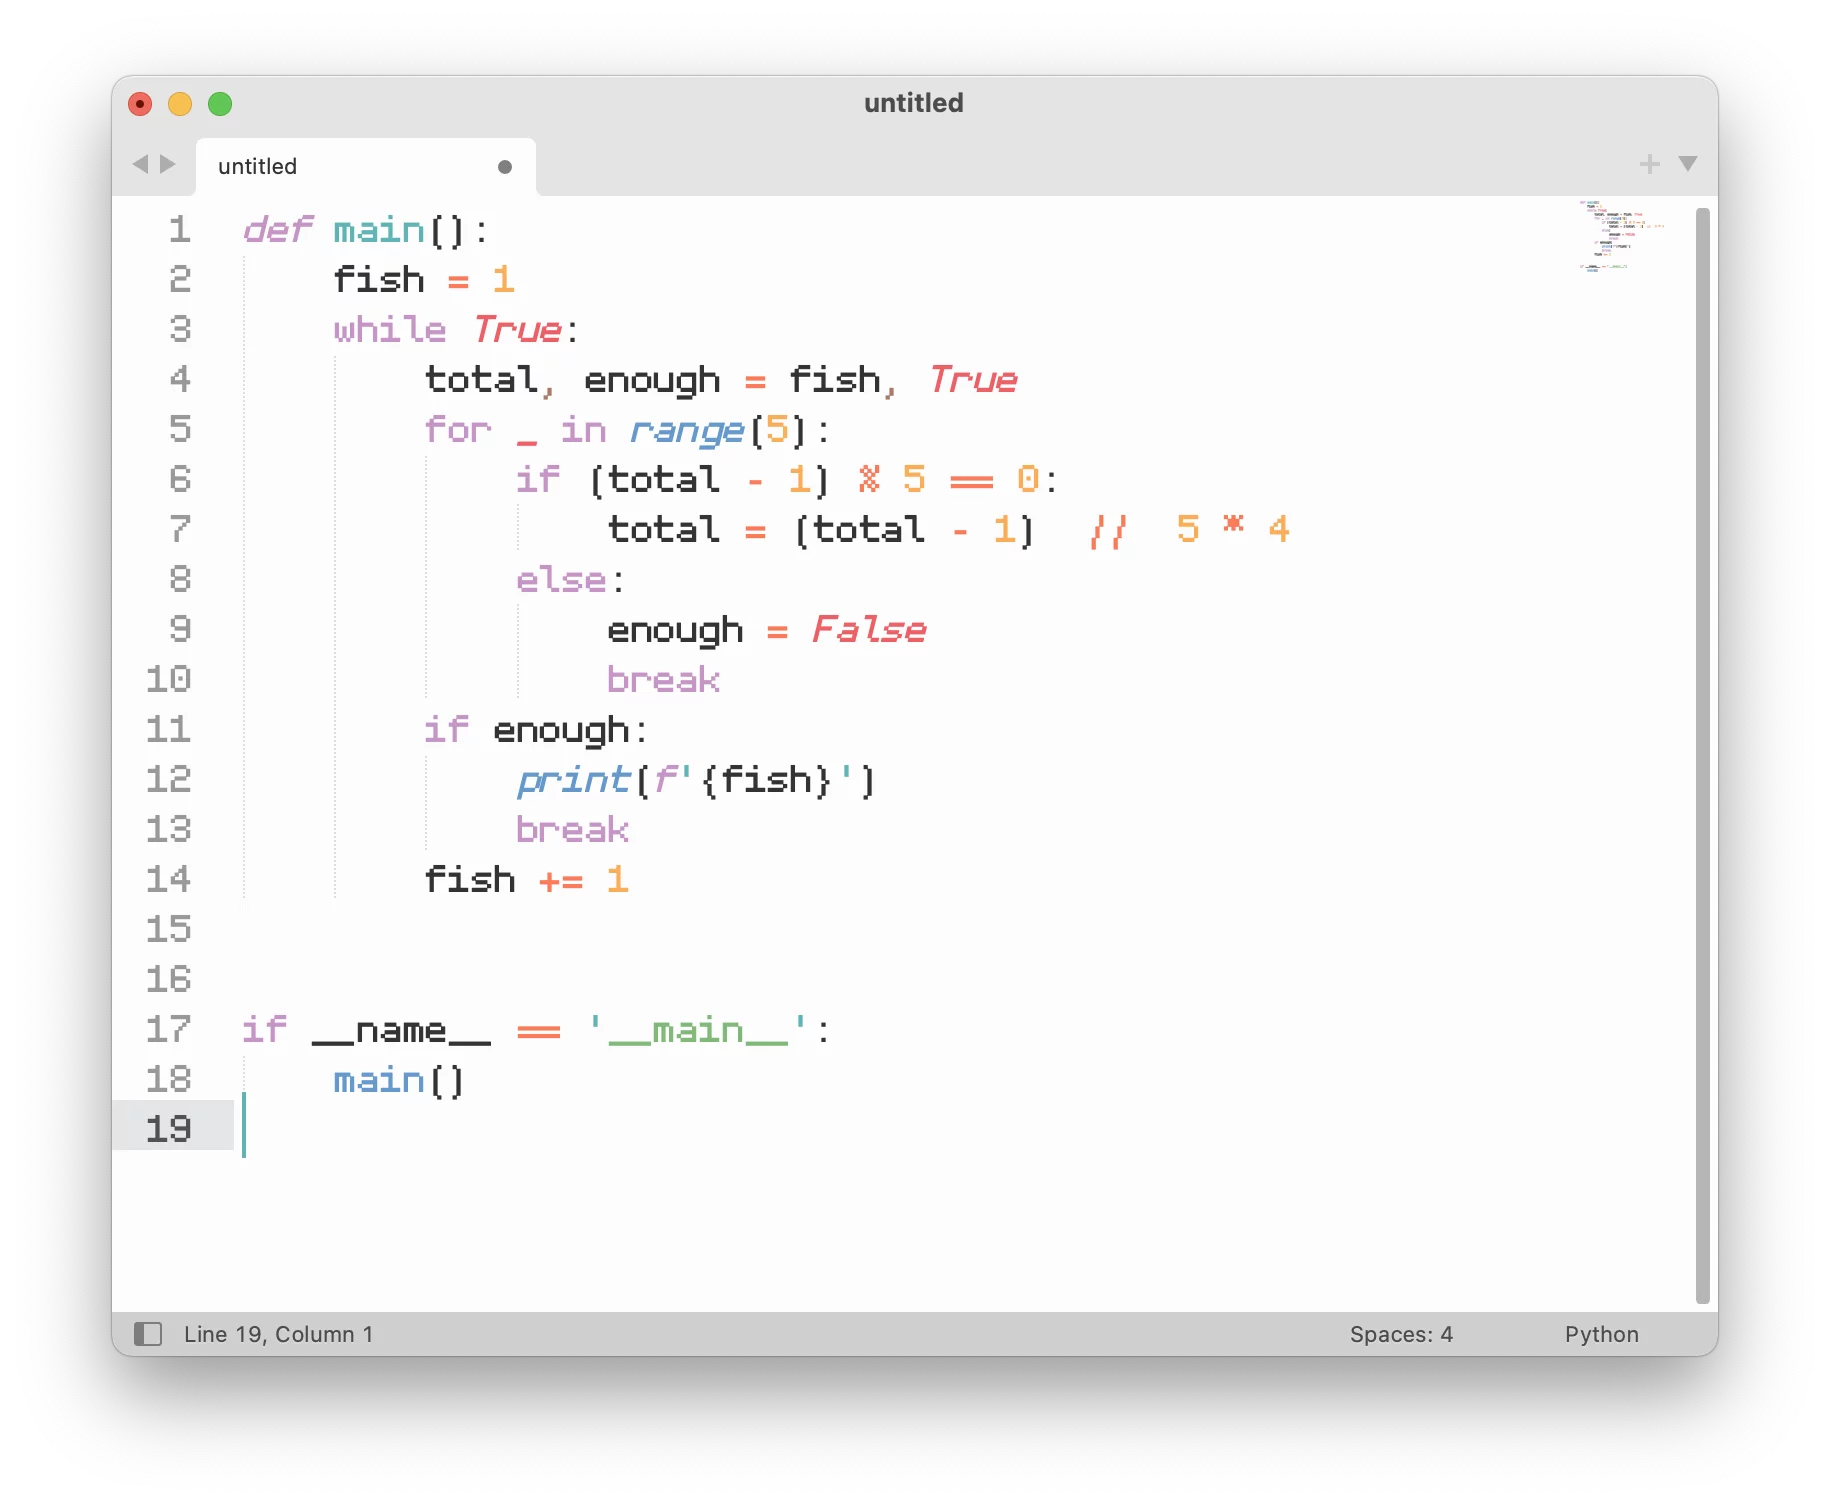 untitled
untitled
1 def main():
2     fish = 1
3     while True:
4         total, enough = fish, True
5         for _ in range(5):
6             if (total - 1) % 5 == 0:
7                 total = (total - 1)  //  5 * 4
8             else:
9                 enough = False
10                 break
11         if enough:
12             print(f'{fish}')
13             break
14         fish += 1
15
16
17 if __name__ == '__main__':
18     main()
19
Line 19, Column 1 Spaces: 4 Python